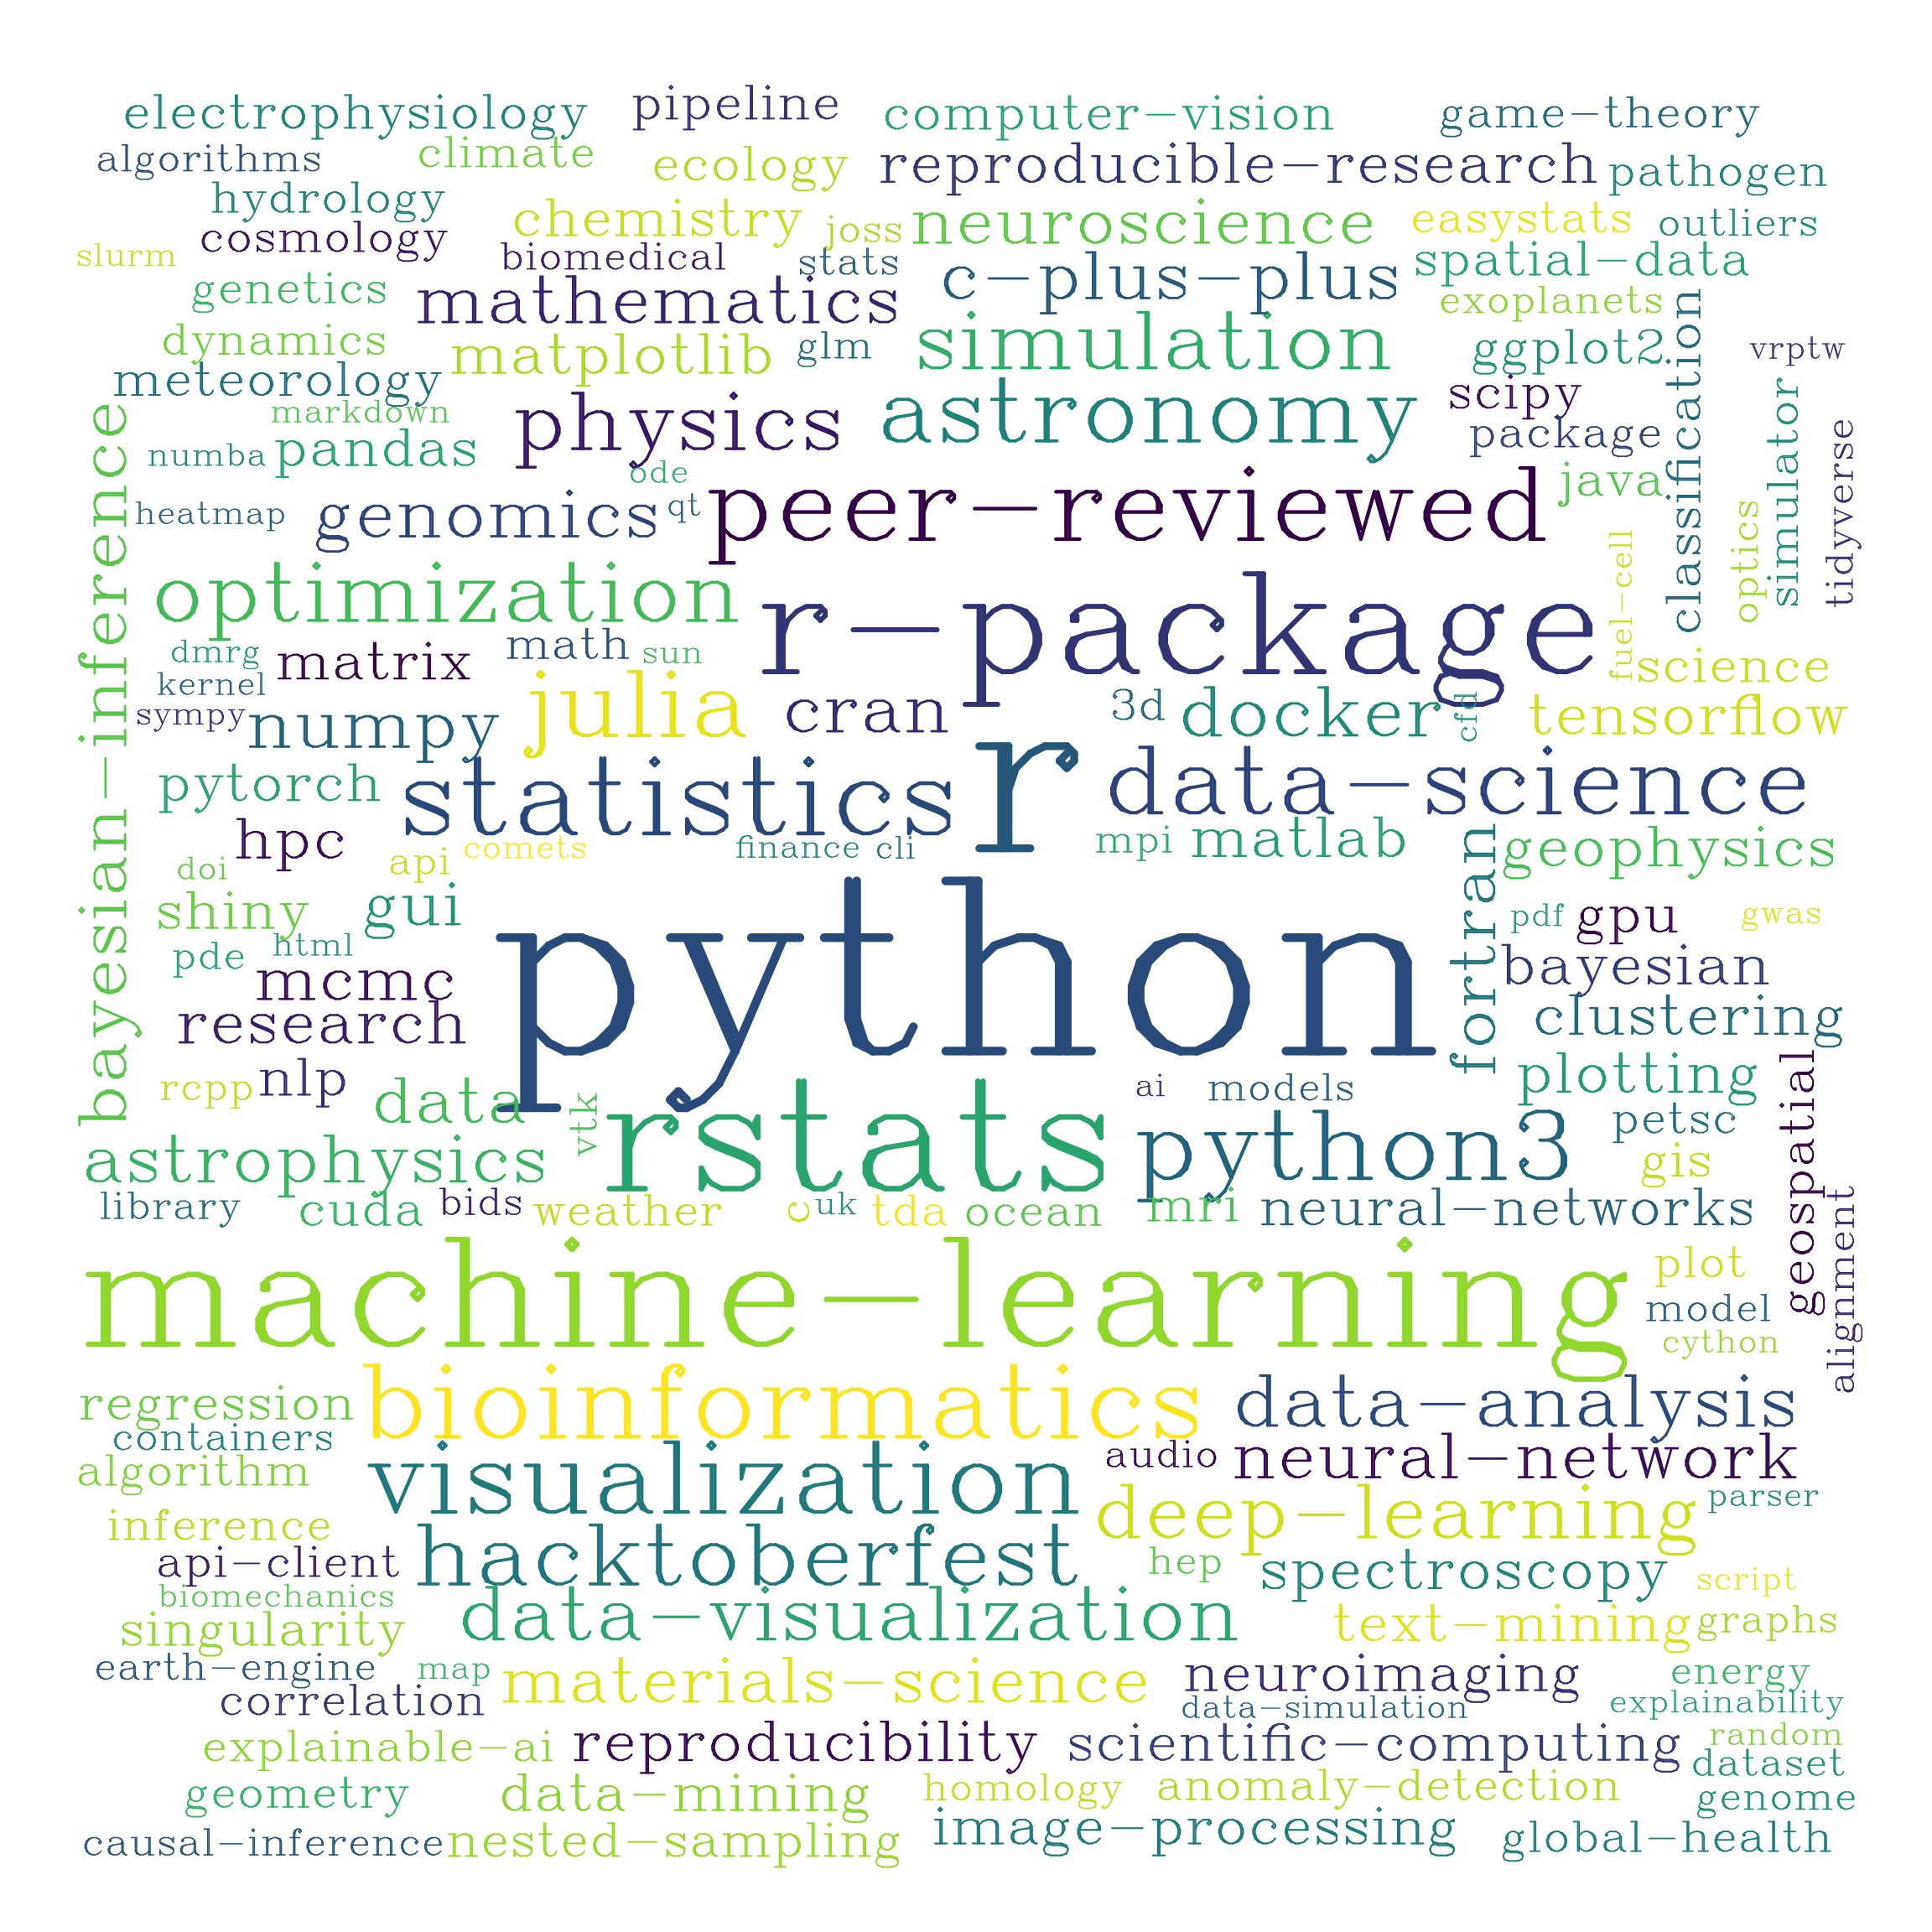 electrophysiology
pipeline
computer-vision
game-theory
algorithms
climate
ecology
reproducible-research
pathogen
hydrology
chemistry
joss
neuroscience
easystats
outliers
cosmology
slurm
biomedical
stats
c-plus-plus
spatial-data
genetics
mathematics
exoplanets
dynamics
matplotlib
glm
simulation
ggplot2
classification
vrptw
meteorology
markdown
physics
astronomy
scipy
package
simulator
tidyverse
bayesian-inference
numba
pandas
ode
java
heatmap
genomics
qt
peer-reviewed
optics
optimization
r-package
fuel-cell
dmrg
matrix
math
sun
science
kernel
sympy
numpy
julia
cran
3d
docker
cfd
tensorflow
pytorch
statistics
r
data-science
hpc
doi
api
comets
finance
cli
mpi
matlab
fortran
geophysics
shiny
gui
python
pdf
gpu
gwas
pde
html
mcmc
bayesian
research
clustering
rcpp
nlp
data
vtk
rstats
ai
models
plotting
geospatial
astrophysics
python3
petsc
gis
library
cuda
bids
weather
c
uk
tda
ocean
mri
neural-networks
alignment
machine-learning
plot
model
cython
regression
bioinformatics
data-analysis
containers
algorithm
visualization
audio
neural-network
inference
deep-learning
parser
api-client
hacktoberfest
hep
spectroscopy
script
biomechanics
singularity
data-visualization
text-mining
graphs
earth-engine
map
materials-science
neuroimaging
energy
correlation
data-simulation
explainability
explainable-ai
reproducibility
scientific-computing
random
dataset
geometry
data-mining
homology
anomaly-detection
genome
causal-inference
nested-sampling
image-processing
global-health